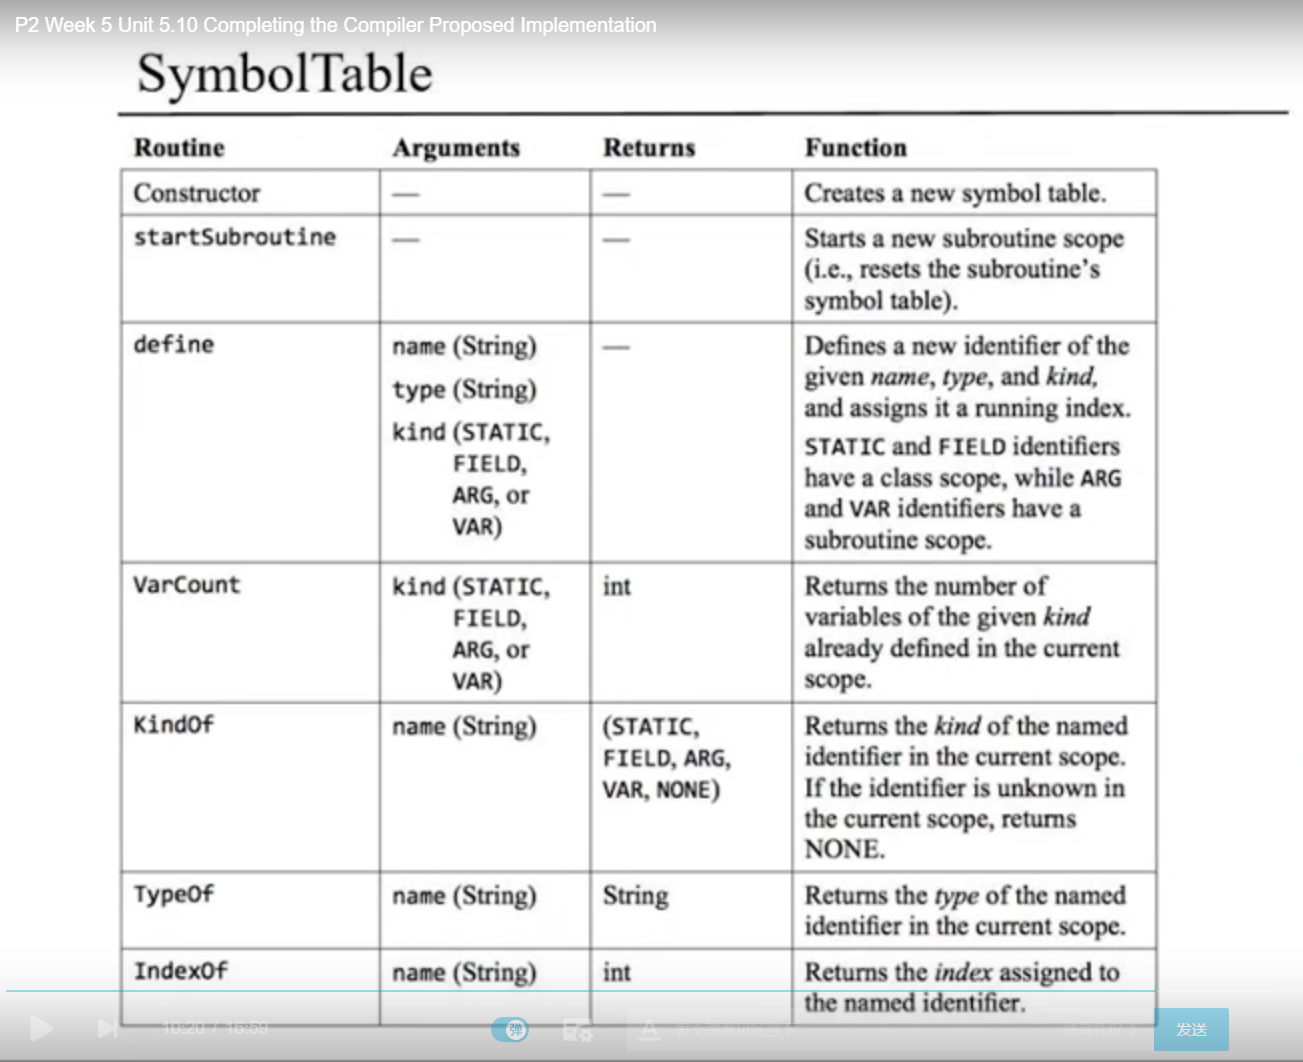 P2 Week 5 Unit 5.10 Completing the Compiler Proposed Implementation
SymbolTable
Routine Arguments Returns Function
Constructor — — Creates a new symbol table.
startSubroutine — — Starts a new subroutine scope
(i.e., resets the subroutine’s
symbol table).
define name (String) — Defines a new identifier of the
type (String) given name, type, and kind,
kind (STATIC, and assigns it a running index.
FIELD, STATIC and FIELD identifiers
ARG, or have a class scope, while ARG
VAR) and VAR identifiers have a
subroutine scope.
VarCount kind (STATIC, int Returns the number of
FIELD, variables of the given kind
ARG, or already defined in the current
VAR) scope.
KindOf name (String) (STATIC, Returns the kind of the named
FIELD, ARG, identifier in the current scope.
VAR, NONE) If the identifier is unknown in
the current scope, returns
NONE.
TypeOf name (String) String Returns the type of the named
identifier in the current scope.
IndexOf name (String) int Returns the index assigned to
the named identifier.
10:20 / 16:59
弹
发送